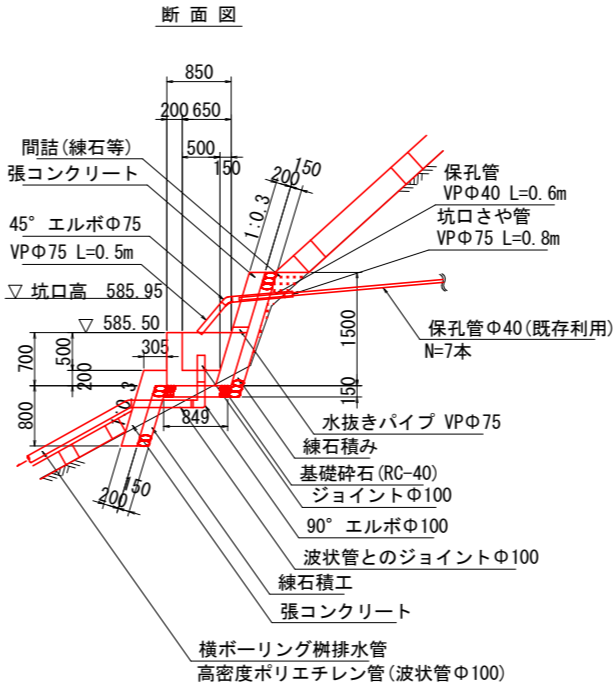 断面図
850
200 650
500
150
200 150
1:0.3
間詰(練石等)
張コンクリート
45° エルボΦ75
VPΦ75 L=0.5m
▽ 坑口高 585.95
▽ 585.50
保孔管
VPΦ40 L=0.6m
坑口さや管
VPΦ75 L=0.8m
保孔管Φ40(既存利用)
N=7本
1500
150
700
500
200
305
800
1:0.3
849
200 150
水抜きパイプ VPΦ75
練石積み
基礎砕石(RC-40)
ジョイントΦ100
90° エルボΦ100
波状管とのジョイントΦ100
練石積工
張コンクリート
横ボーリング桝排水管
高密度ポリエチレン管(波状管Φ100)